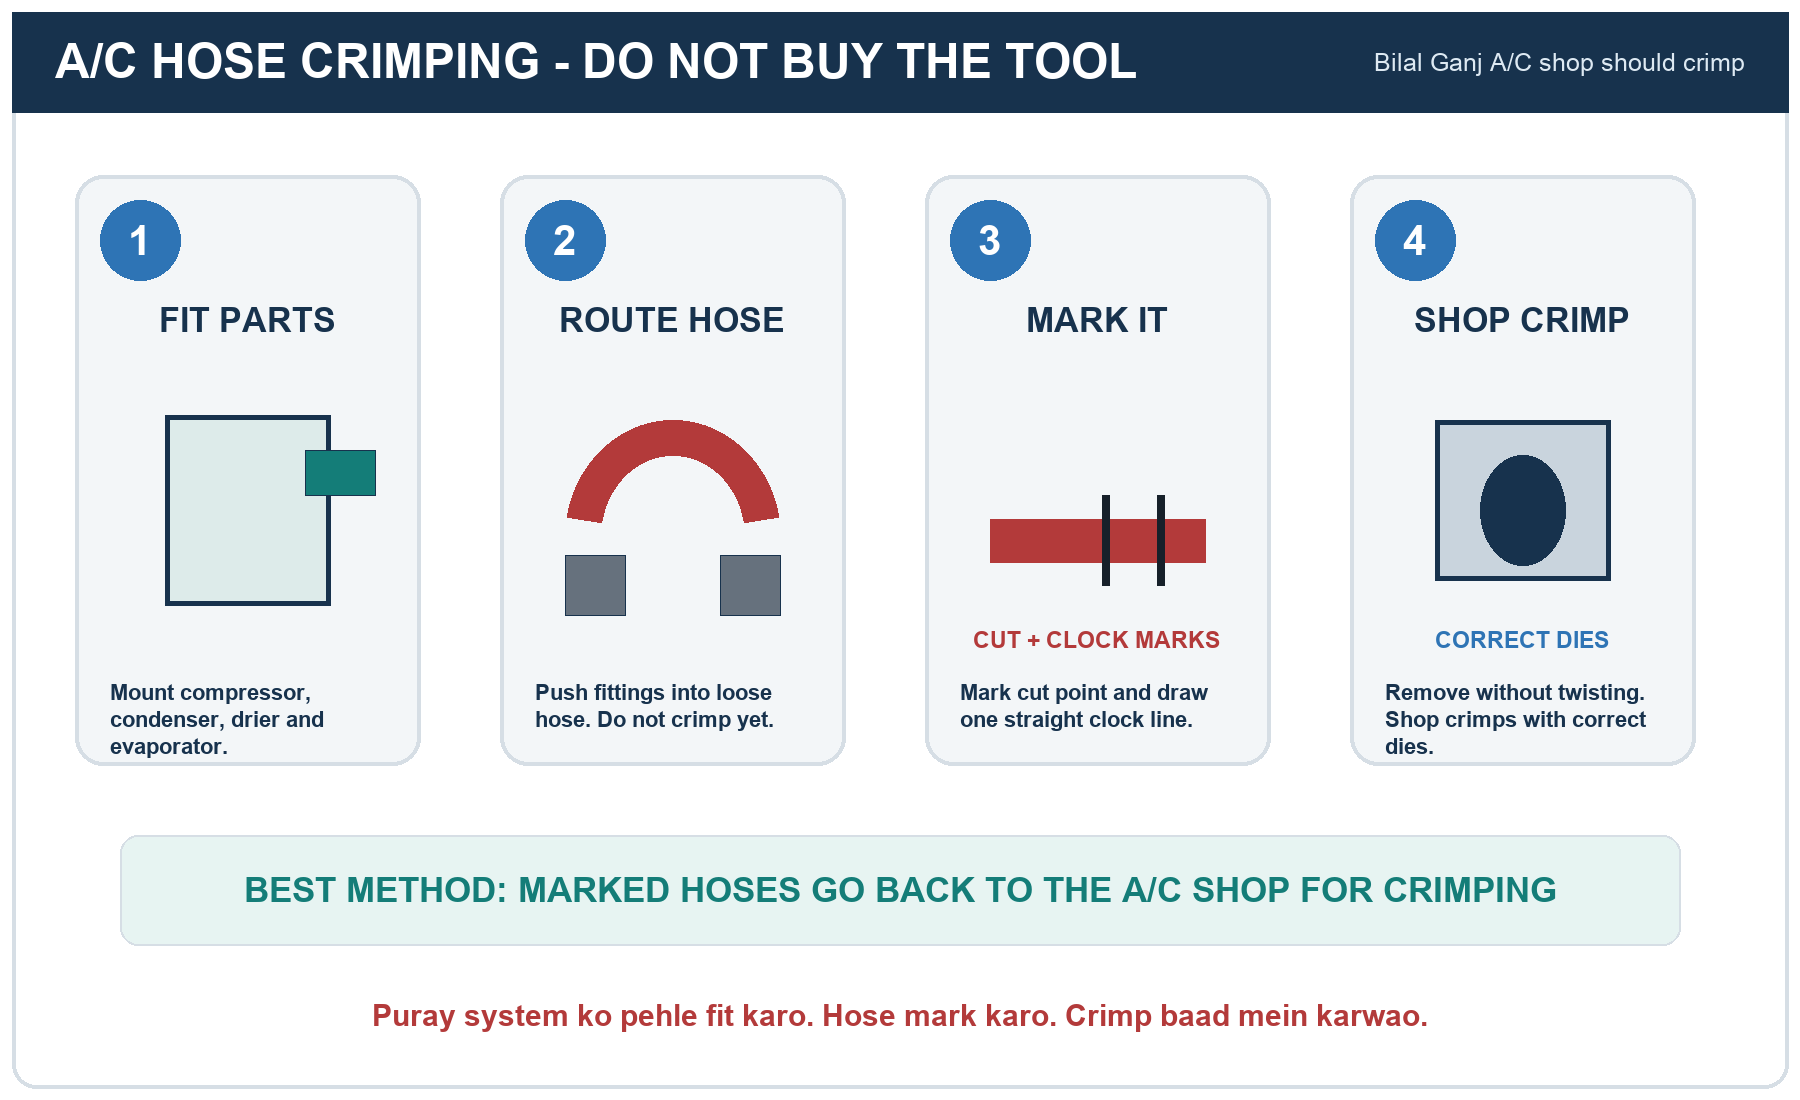 A/C HOSE CRIMPING - DO NOT BUY THE TOOL
Bilal Ganj A/C shop should crimp
1
FIT PARTS
Mount compressor,
condenser, drier and
evaporator.
2
ROUTE HOSE
Push fittings into loose
hose. Do not crimp yet.
3
MARK IT
CUT + CLOCK MARKS
Mark cut point and draw
one straight clock line.
4
SHOP CRIMP
CORRECT DIES
Remove without twisting.
Shop crimps with correct
dies.
BEST METHOD: MARKED HOSES GO BACK TO THE A/C SHOP FOR CRIMPING
Puray system ko pehle fit karo. Hose mark karo. Crimp baad mein karwao.